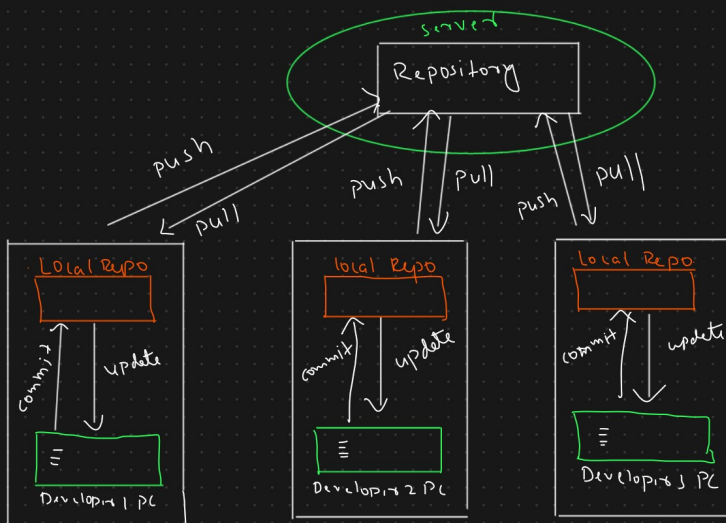 server
Repository
push
pull
push
pull
push
pull
Local Repo
commit
update
Developer 1 PC
local Repo
commit
update
Developer 2 PC
Local Repo
commit
update
Developer 3 PC